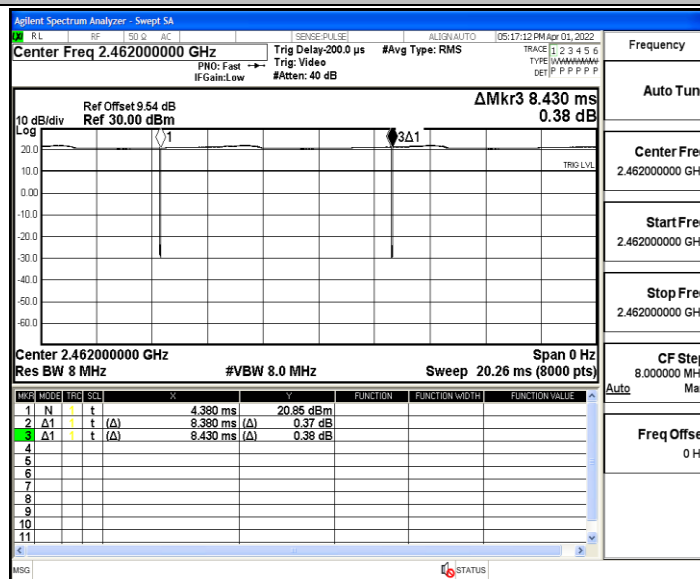 Agilent Spectrum Analyzer - Swept SA
RL RF 50 Ω AC SENSE:PULSE ALIGNAUTO 05:17:12 PM Apr 01, 2022
Center Freq 2.462000000 GHz
PNO: Fast
IFGain:Low
Trig Delay-200.0 µs
Trig: Video
#Atten: 40 dB
#Avg Type: RMS
TRACE 1 2 3 4 5 6
TYPE WWWWWW
DET P P P P P P
ΔMkr3 8.430 ms
0.38 dB
Ref Offset 9.54 dB
10 dB/div Ref 30.00 dBm
Log
1
3Δ1
TRIG LVL
20.0
10.0
0.00
-10.0
-20.0
-30.0
-40.0
-50.0
-60.0
Center 2.462000000 GHz Span 0 Hz
Res BW 8 MHz #VBW 8.0 MHz Sweep 20.26 ms (8000 pts)
MKR MODE TRC SCL X Y FUNCTION FUNCTION WIDTH FUNCTION VALUE
1 N 1 t 4.380 ms 20.85 dBm
2 Δ1 1 t (Δ) 8.380 ms (Δ) 0.37 dB
3 Δ1 1 t (Δ) 8.430 ms (Δ) 0.38 dB
4
5
6
7
8
9
10
11
MSG STATUS
Frequency
Auto Tun
Center Fre
2.462000000 GH
Start Fre
2.462000000 GH
Stop Fre
2.462000000 GH
CF Step
8.000000 MH
Auto Ma
Freq Offse
0 H